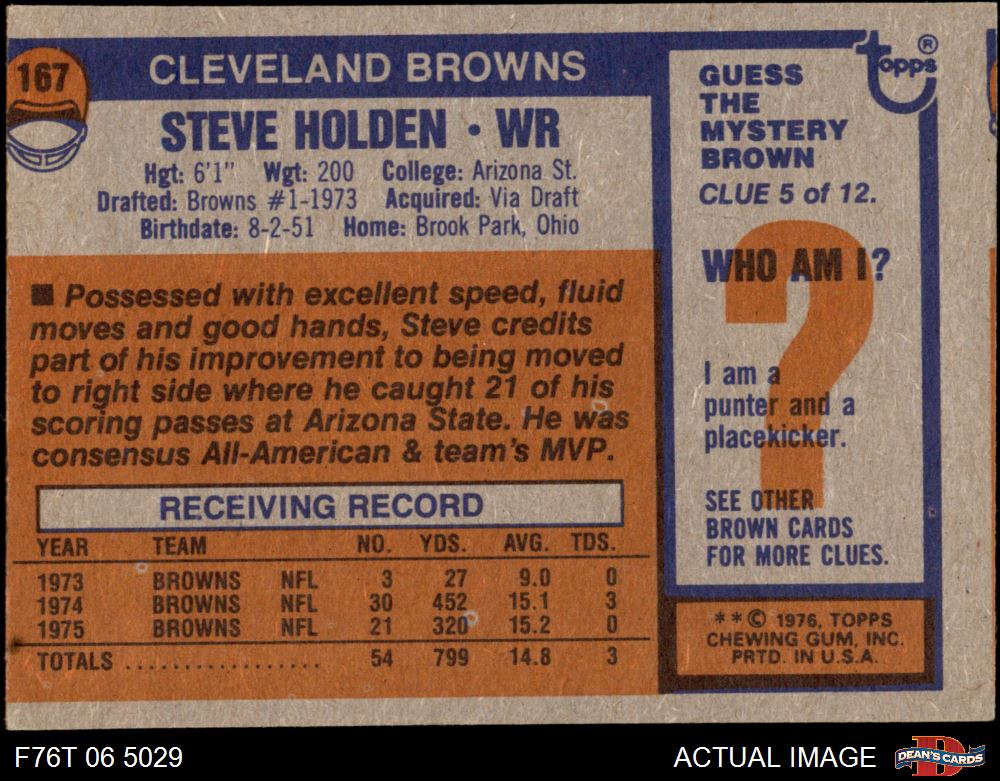 167
CLEVELAND BROWNS
STEVE HOLDEN • WR
Hgt: 6'1" Wgt: 200 College: Arizona St.
Drafted: Browns #1-1973 Acquired: Via Draft
Birthdate: 8-2-51 Home: Brook Park, Ohio
■ Possessed with excellent speed, fluid
moves and good hands, Steve credits
part of his improvement to being moved
to right side where he caught 21 of his
scoring passes at Arizona State. He was
consensus All-American & team's MVP.
RECEIVING RECORD
YEAR TEAM NO. YDS. AVG. TDS.
1973 BROWNS NFL 3 27 9.0 0
1974 BROWNS NFL 30 452 15.1 3
1975 BROWNS NFL 21 320 15.2 0
TOTALS .................. 54 799 14.8 3
topps®
GUESS
THE
MYSTERY
BROWN
CLUE 5 of 12.
?
WHO AM I?
I am a
punter and a
placekicker.
SEE OTHER
BROWN CARDS
FOR MORE CLUES.
**© 1976, TOPPS
CHEWING GUM, INC.
PRTD. IN U.S.A.
F76T 06 5029
ACTUAL IMAGE
D
DEAN'S CARDS